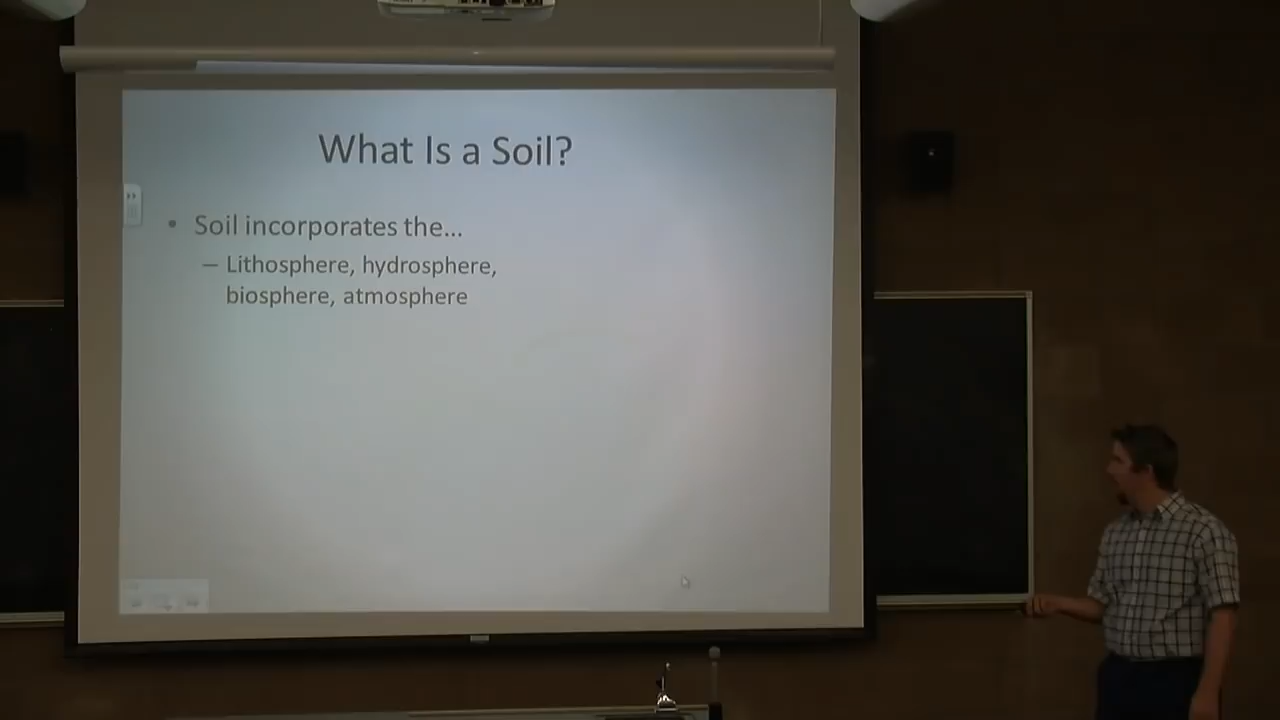 What Is a Soil?
• Soil incorporates the...
– Lithosphere, hydrosphere,
biosphere, atmosphere